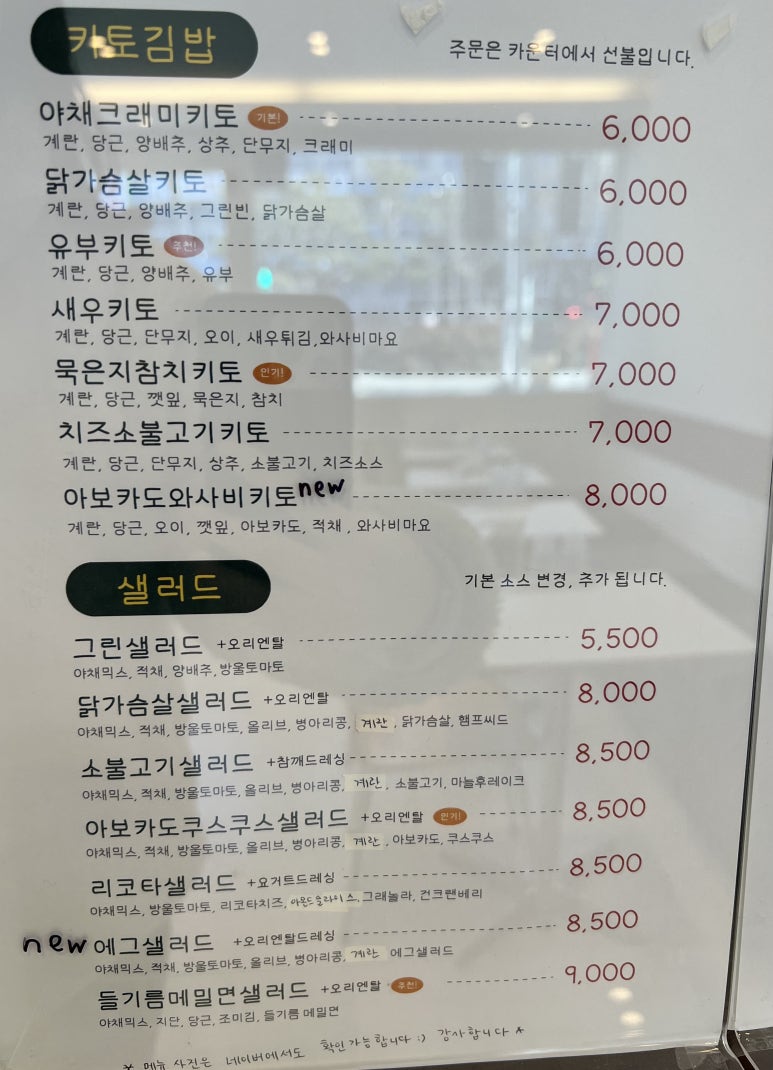 키토김밥
주문은 카운터에서 선불입니다.
야채크래미키토 기본! 6,000
계란, 당근, 양배추, 상추, 단무지, 크래미
닭가슴살키토 6,000
계란, 당근, 양배추, 그린빈, 닭가슴살
유부키토 추천! 6,000
계란, 당근, 양배추, 유부
새우키토 7,000
계란, 당근, 단무지, 오이, 새우튀김, 와사비마요
묵은지참치키토 인기! 7,000
계란, 당근, 깻잎, 묵은지, 참치
치즈소불고기키토 7,000
계란, 당근, 단무지, 상추, 소불고기, 치즈소스
아보카도와사비키토 new 8,000
계란, 당근, 오이, 깻잎, 아보카도, 적채, 와사비마요
샐러드
기본 소스 변경, 추가 됩니다.
그린샐러드 +오리엔탈 5,500
야채믹스, 적채, 양배추, 방울토마토
닭가슴살샐러드 +오리엔탈 8,000
야채믹스, 적채, 방울토마토, 올리브, 병아리콩, 계란, 닭가슴살, 햄프씨드
소불고기샐러드 +참깨드레싱 8,500
야채믹스, 적채, 방울토마토, 올리브, 병아리콩, 계란, 소불고기, 마늘후레이크
아보카도쿠스쿠스샐러드 +오리엔탈 인기! 8,500
야채믹스, 적채, 방울토마토, 올리브, 병아리콩, 계란, 아보카도, 쿠스쿠스
리코타샐러드 +요거트드레싱 8,500
야채믹스, 방울토마토, 리코타치즈, 아몬드슬라이스, 그래놀라, 건크랜베리
new 에그샐러드 +오리엔탈드레싱 8,500
야채믹스, 적채, 방울토마토, 올리브, 병아리콩, 계란 에그샐러드
들기름메밀면샐러드 +오리엔탈 추천! 9,000
야채믹스, 지단, 당근, 조미김, 들기름 메밀면
* 메뉴 사진은 네이버에서도 확인가능합니다 :) 감사합니다 *